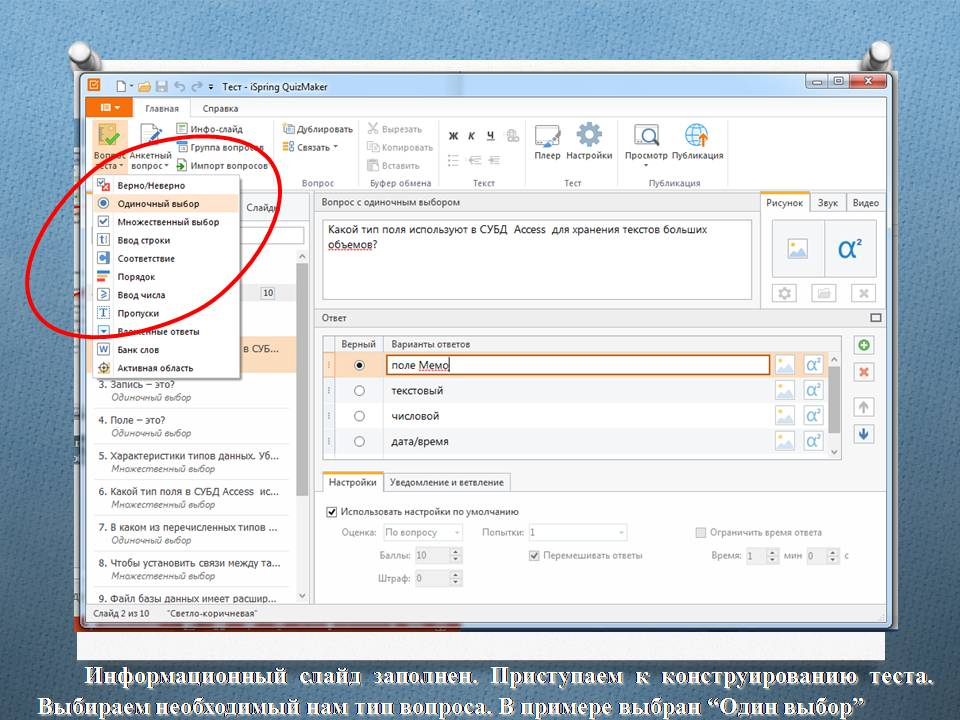 Тест - iSpring QuizMaker
Главная Справка
Вопрос теста
Анкетный вопрос
Инфо-слайд
Группа вопросов
Импорт вопросов
Дублировать
Связать
Вопрос
Вырезать
Копировать
Вставить
Буфер обмена
Ж К Ч
Текст
Плеер Настройки
Тест
Просмотр Публикация
Публикация
Верно/Неверно
Одиночный выбор
Множественный выбор
Ввод строки
Соответствие
Порядок
Ввод числа
Пропуски
Вложенные ответы
Банк слов
Активная область
Слайды
10
в СУБ...
3. Запись – это?
Одиночный выбор
4. Поле – это?
Одиночный выбор
5. Характеристики типов данных. Уб...
Множественный выбор
6. Какой тип поля в СУБД Access ис...
Множественный выбор
7. В каком из перечисленных типов ...
Одиночный выбор
8. Чтобы установить связи между та...
Множественный выбор
9. Файл базы данных имеет расшир...
Слайд 2 из 10 "Светло-коричневая"
Вопрос с одиночным выбором
Какой тип поля используют в СУБД Access для хранения текстов больших
объемов?
Рисунок Звук Видео
α²
Ответ
Верный Варианты ответов
поле Мемо
текстовый
числовой
дата/время
Настройки Уведомление и ветвление
Использовать настройки по умолчанию
Оценка: По вопросу Попытки: 1 Ограничить время ответа
Баллы: 10 Перемешивать ответы Время: 1 мин 0 с
Штраф: 0
Информационный слайд заполнен. Приступаем к конструированию теста.
Выбираем необходимый нам тип вопроса. В примере выбран “Один выбор”